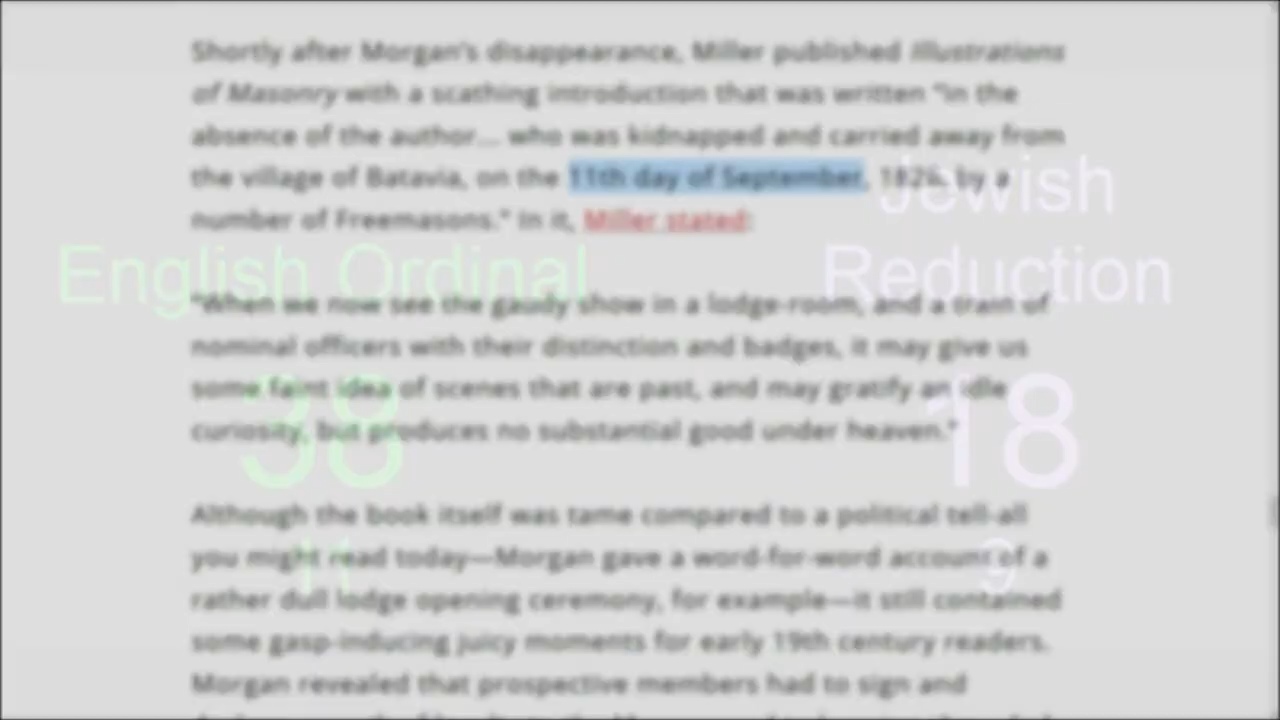 Shortly after Morgan's disappearance, Miller published Illustrations
of Masonry with a scathing introduction that was written "in the
absence of the author... who was kidnapped and carried away from
the village of Batavia, on the 11th day of September, 1826, by a
number of Freemasons." In it, Miller stated:
"When we now see the gaudy show in a lodge-room, and a train of
nominal officers with their distinction and badges, it may give us
some faint idea of scenes that are past, and may gratify an idle
curiosity, but produces no substantial good under heaven."
Although the book itself was tame compared to a political tell-all
you might read today—Morgan gave a word-for-word account of a
rather dull lodge opening ceremony, for example—it still contained
some gasp-inducing juicy moments for early 19th century readers.
Morgan revealed that prospective members had to sign and
English Ordinal
38
11
Jewish
Reduction
18
9